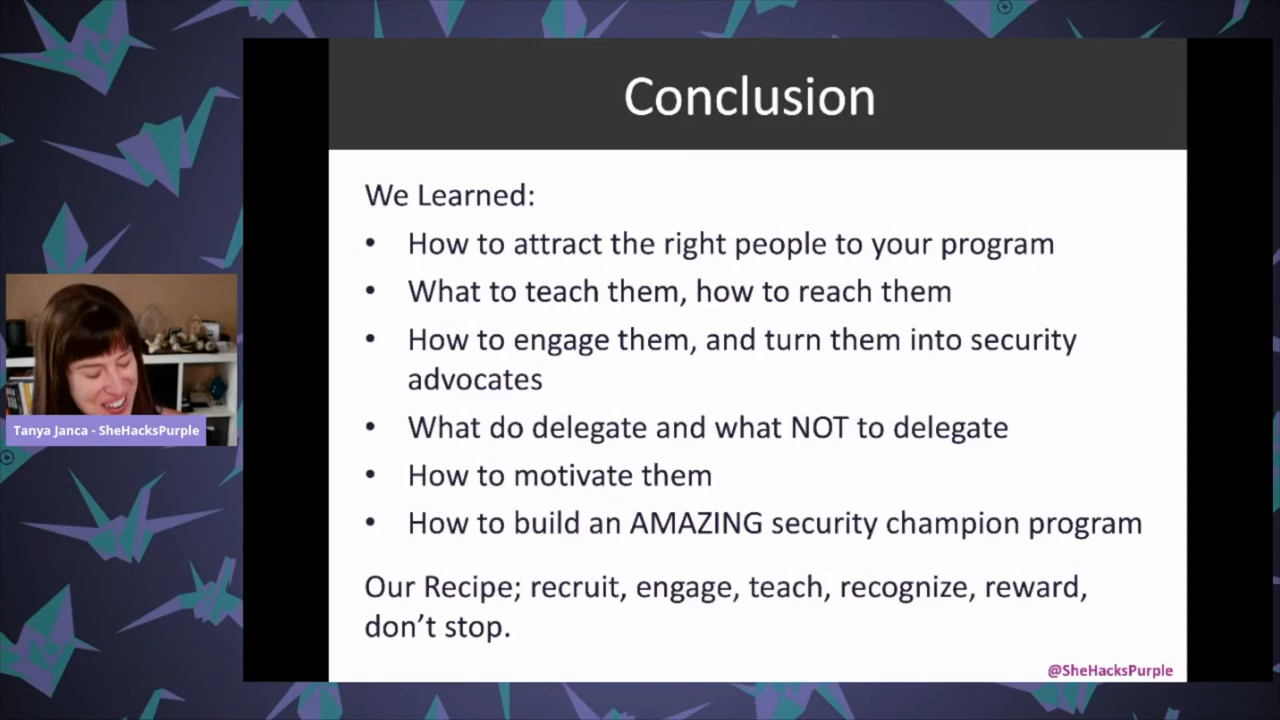 Conclusion
We Learned:
• How to attract the right people to your program
• What to teach them, how to reach them
• How to engage them, and turn them into security
advocates
• What do delegate and what NOT to delegate
• How to motivate them
• How to build an AMAZING security champion program
Our Recipe; recruit, engage, teach, recognize, reward,
don’t stop.
@SheHacksPurple
Tanya Janca - SheHacksPurple